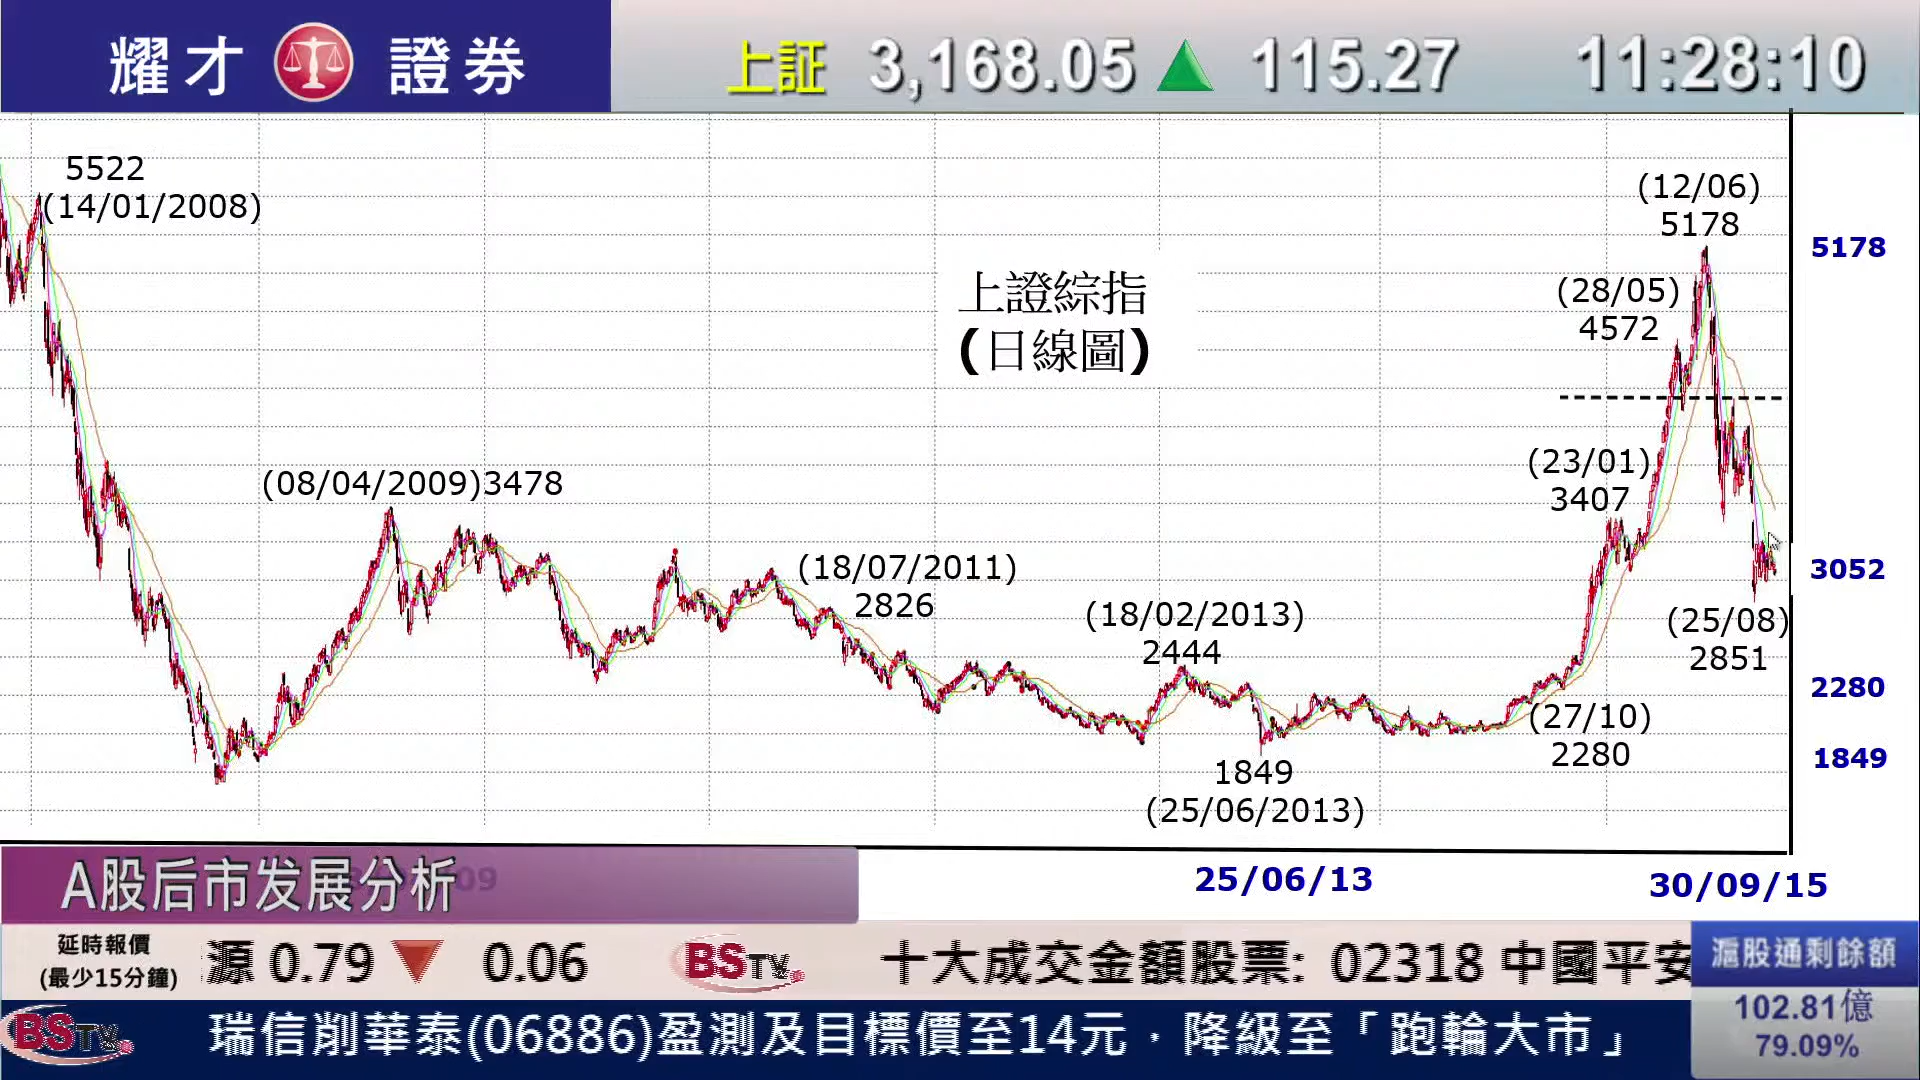 耀才 證券
上証 3,168.05 ▲ 115.27 11:28:10
5522
(14/01/2008)
(12/06)
5178
5178
上證綜指
(日線圖)
(28/05)
4572
(23/01)
3407
(08/04/2009)3478
(18/07/2011)
2826
3052
(18/02/2013)
2444
(25/08)
2851
2280
(27/10)
2280
1849
1849
(25/06/2013)
A股后市发展分析
25/06/13
30/09/15
延時報價
(最少15分鐘)
源 0.79 ▼ 0.06 BSTV 十大成交金額股票: 02318 中國平安
滬股通剩餘額
102.81億
79.09%
BSTV
瑞信削華泰(06886)盈測及目標價至14元，降級至「跑輪大市」